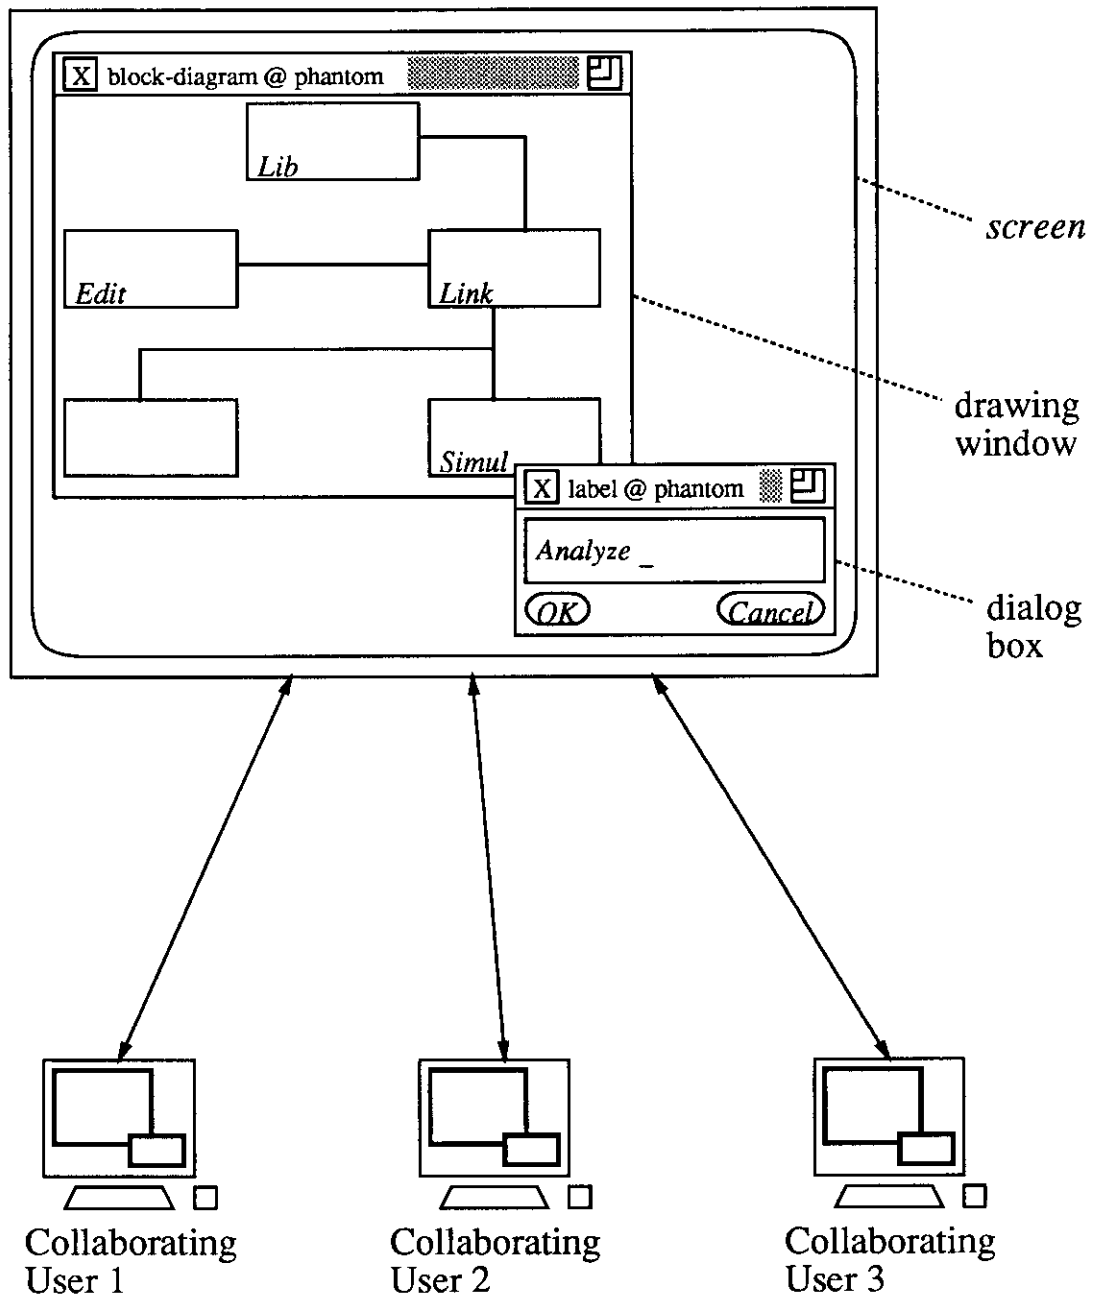 X block-diagram @ phantom
Lib
screen
Edit
Link
drawing
window
Simul
X label @ phantom
Analyze _
OK
Cancel
dialog
box
Collaborating
User 1
Collaborating
User 2
Collaborating
User 3